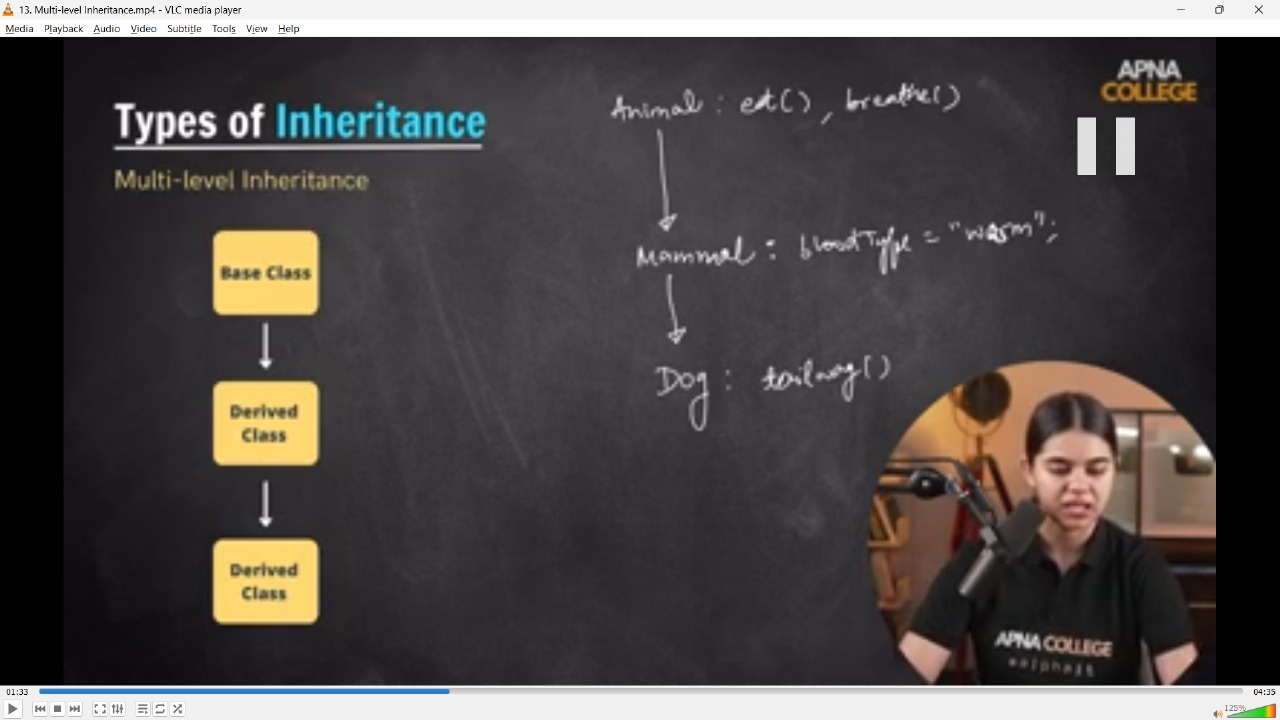 13. Multi-level Inheritance.mp4 - VLC media player
Media Playback Audio Video Subtitle Tools View Help
APNA
COLLEGE
Types of Inheritance
Multi-level Inheritance
Animal : eat() , breathe()
Mammal : bloodType = "warm";
Dog : tailwag()
Base Class
Derived
Class
Derived
Class
APNA COLLEGE
01:33
04:35
125%